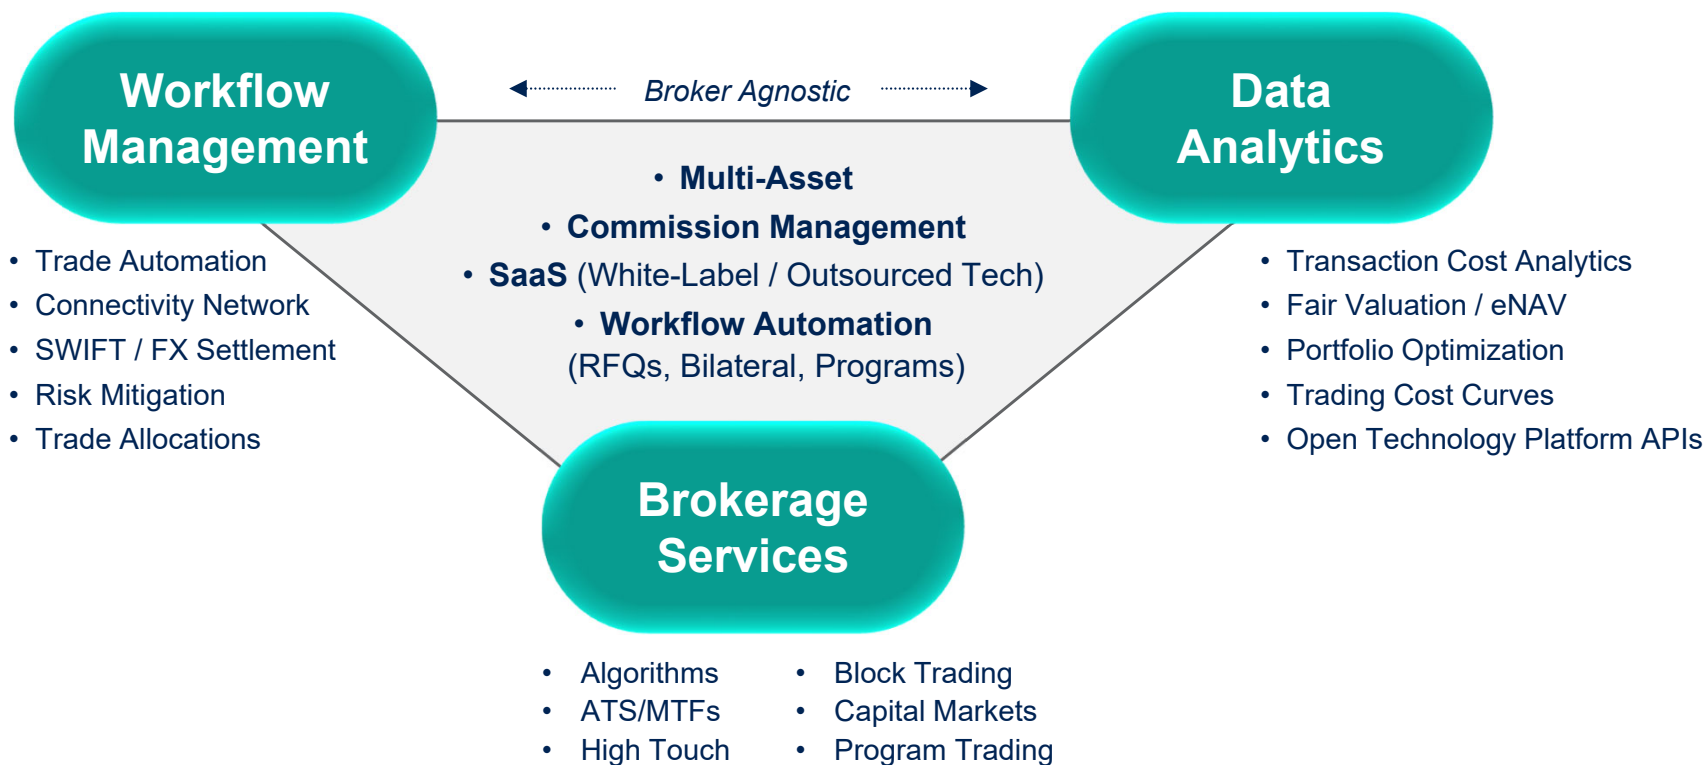 Workflow
Management
Broker Agnostic
Data
Analytics
• Multi-Asset
• Commission Management
• SaaS (White-Label / Outsourced Tech)
• Workflow Automation
(RFQs, Bilateral, Programs)
• Trade Automation
• Connectivity Network
• SWIFT / FX Settlement
• Risk Mitigation
• Trade Allocations
• Transaction Cost Analytics
• Fair Valuation / eNAV
• Portfolio Optimization
• Trading Cost Curves
• Open Technology Platform APIs
Brokerage
Services
• Algorithms
• ATS/MTFs
• High Touch
• Block Trading
• Capital Markets
• Program Trading